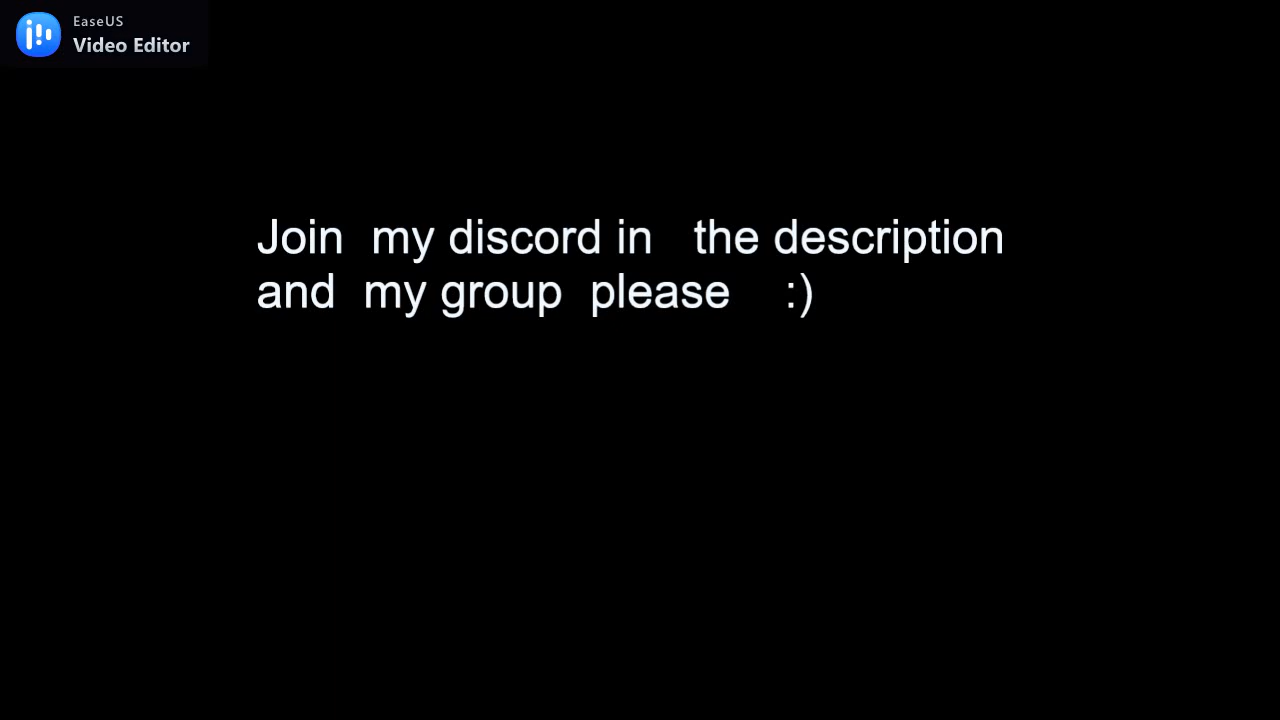 EaseUS
Video Editor
Join my discord in the description
and my group please :)